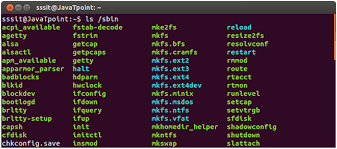 sssit@JavaTpoint: ~
sssit@JavaTpoint:~$ ls /sbin
acpi_available fstab-decode mke2fs reload
agetty fstrim mkfs resize2fs
alsa getcap mkfs.bfs resolvconf
alsactl getpcaps mkfs.cramfs restart
apm_available getty mkfs.ext2 rmmod
apparmor_parser halt mkfs.ext3 route
badblocks hdparm mkfs.ext4 rtacct
blkid hwclock mkfs.ext4dev rtmon
blockdev ifconfig mkfs.minix runlevel
bootlogd ifdown mkfs.msdos setcap
brltty ifquery mkfs.ntfs setvtrgb
brltty-setup ifup mkfs.vfat sfdisk
capsh init mkhomedir_helper shadowconfig
cfdisk initctl mkntfs shutdown
chkconfig.save insmod mkswap slattach